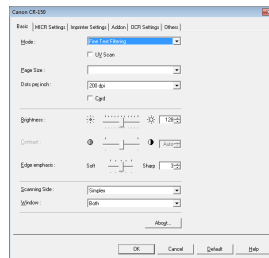 Canon CR-150
Basic MICR Settings Imprinter Settings Addon OCR Settings Others
Mode : Fine Text Filtering
UV Scan
Page Size :
Dots per inch : 200 dpi
Card
Brightness : 128
Contrast : Auto
Edge emphasis : Soft Sharp 3
Scanning Side : Simplex
Window : Both
About...
OK Cancel Default Help